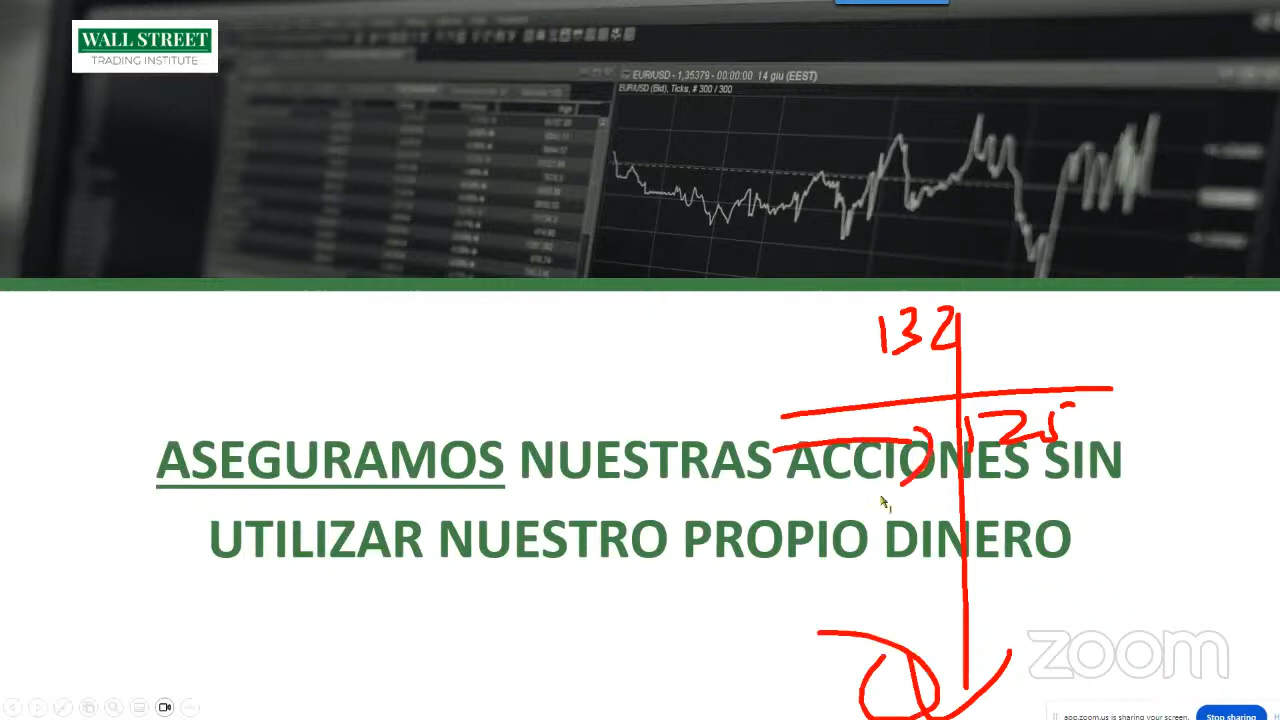 WALL STREET
TRADING INSTITUTE
EUR/USD - 1,35379 - 00:00:00 14 giu (EEST)
EUR/USD (Bid), Ticks, # 300 / 300
132
125
ASEGURAMOS NUESTRAS ACCIONES SIN
UTILIZAR NUESTRO PROPIO DINERO
zoom
app.zoom.us is sharing your screen.
Stop sharing